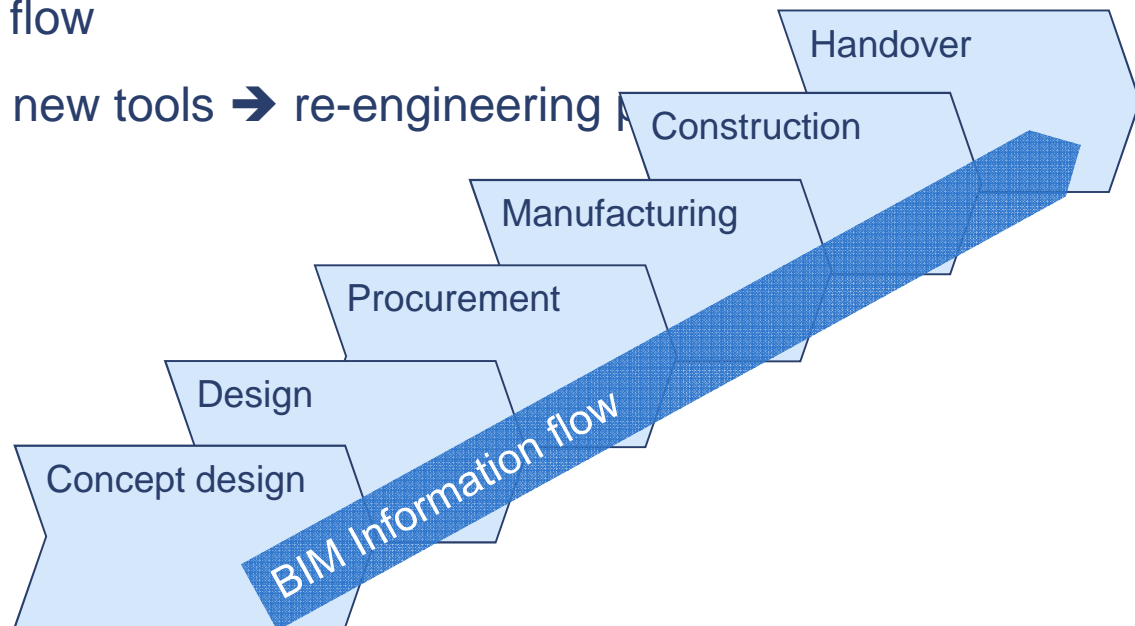 flow
Handover
new tools ➔ re-engineering
Construction
Manufacturing
Procurement
Design
Concept design
BIM Information flow